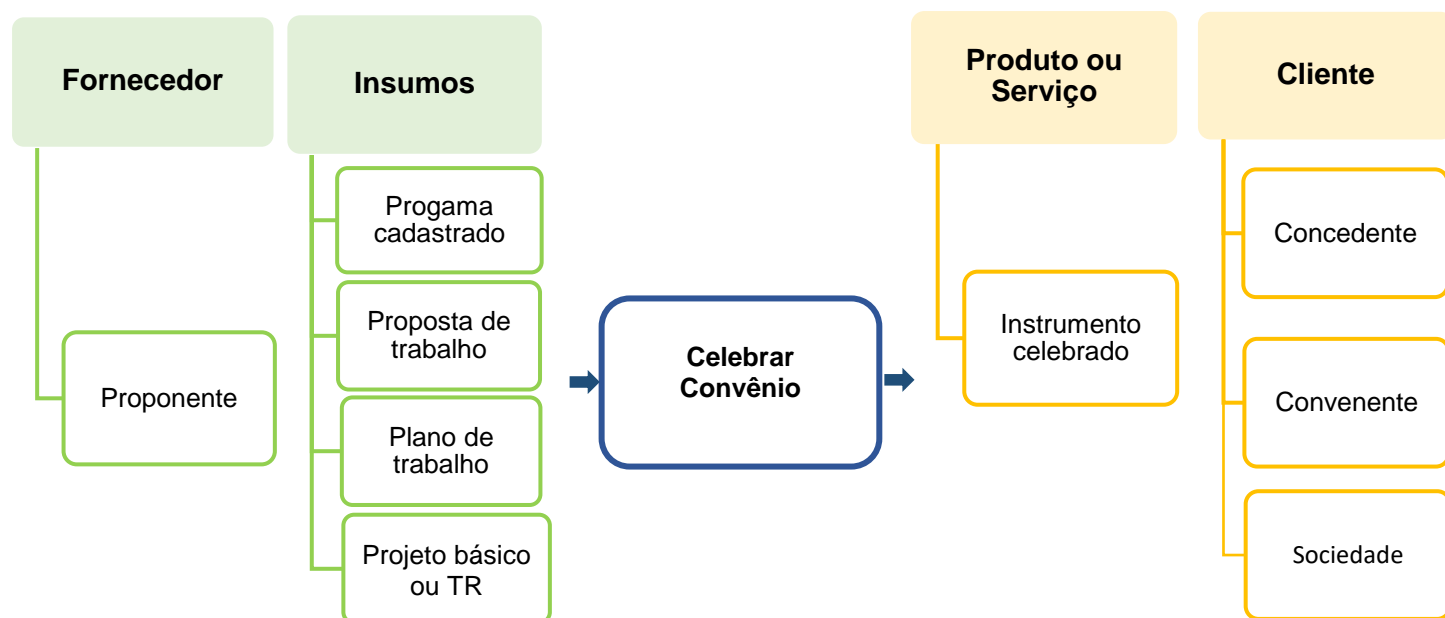 Fornecedor
Proponente
Insumos
Progama
cadastrado
Proposta de
trabalho
Plano de
trabalho
Projeto básico
ou TR
Celebrar
Convênio
Produto ou
Serviço
Instrumento
celebrado
Cliente
Concedente
Convenente
Sociedade